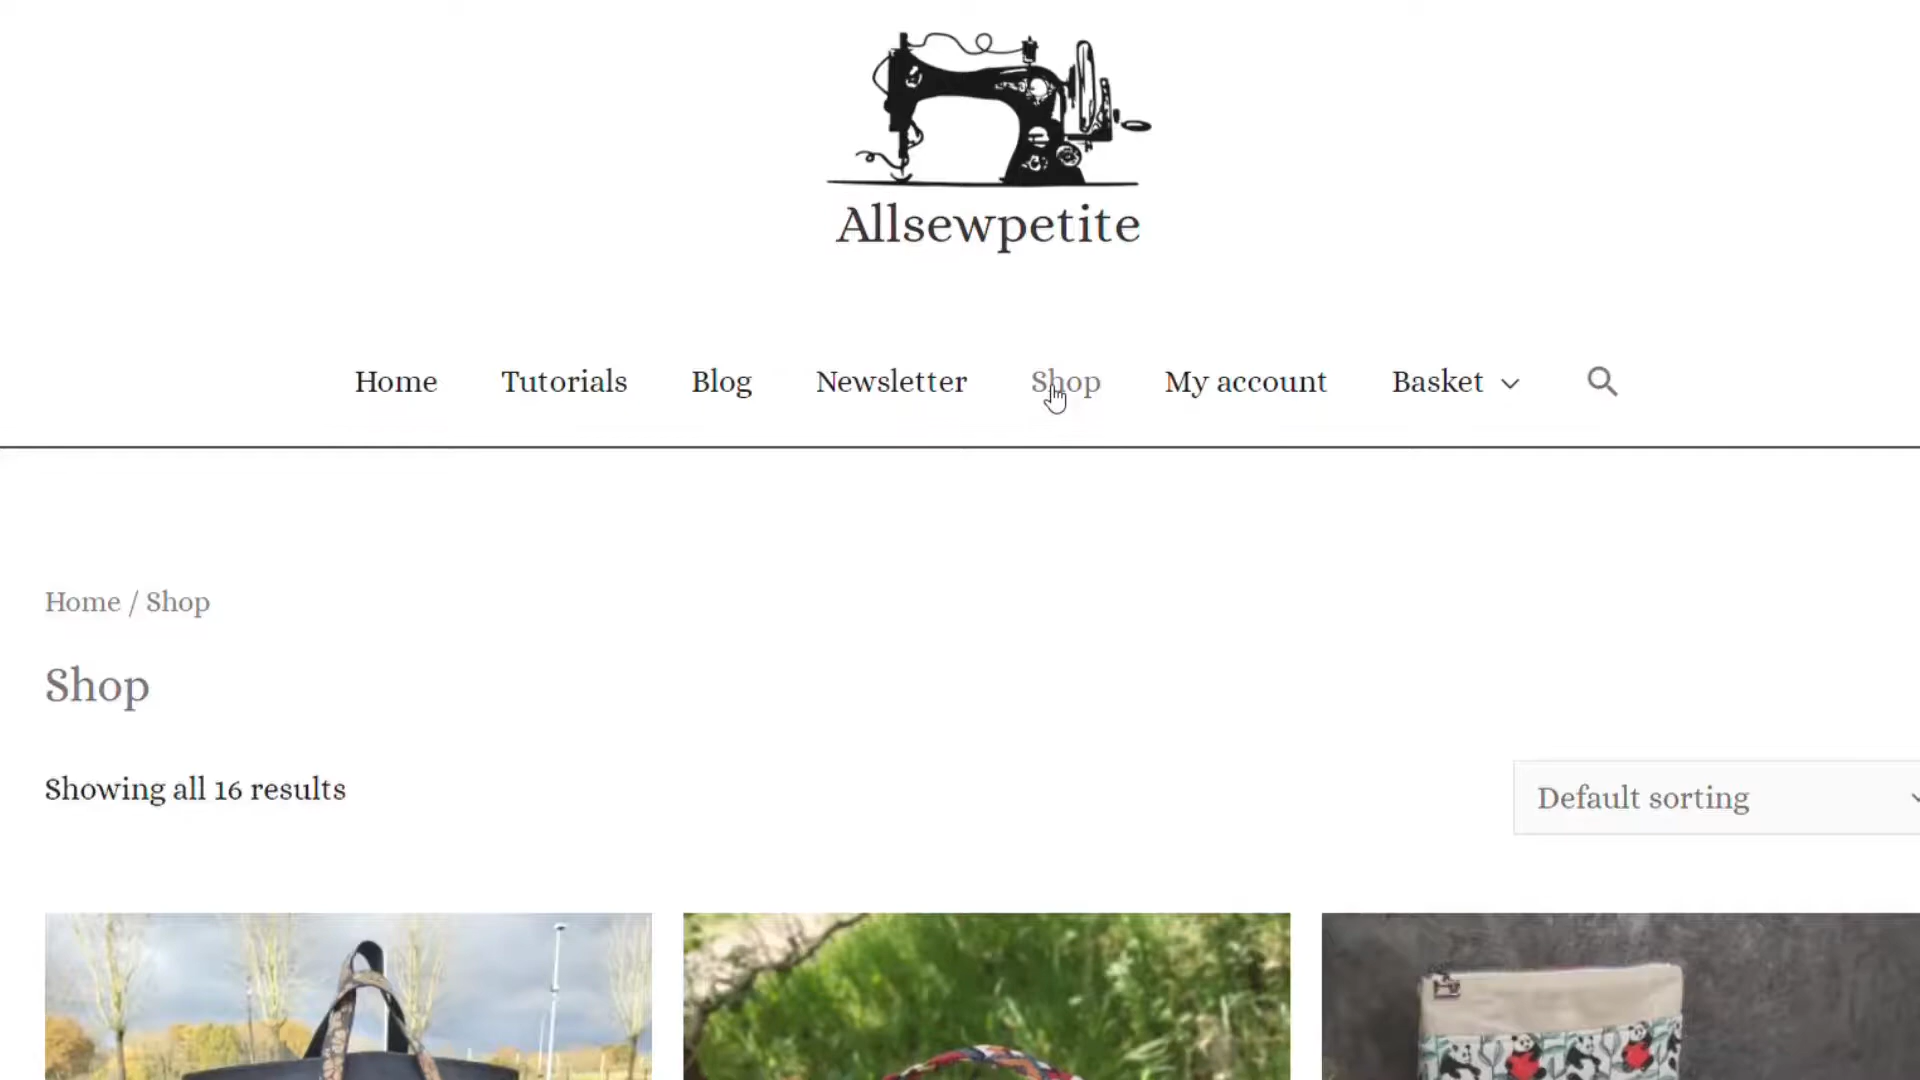 Allsewpetite
Home Tutorials Blog Newsletter Shop My account Basket
Home / Shop
Shop
Showing all 16 results
Default sorting